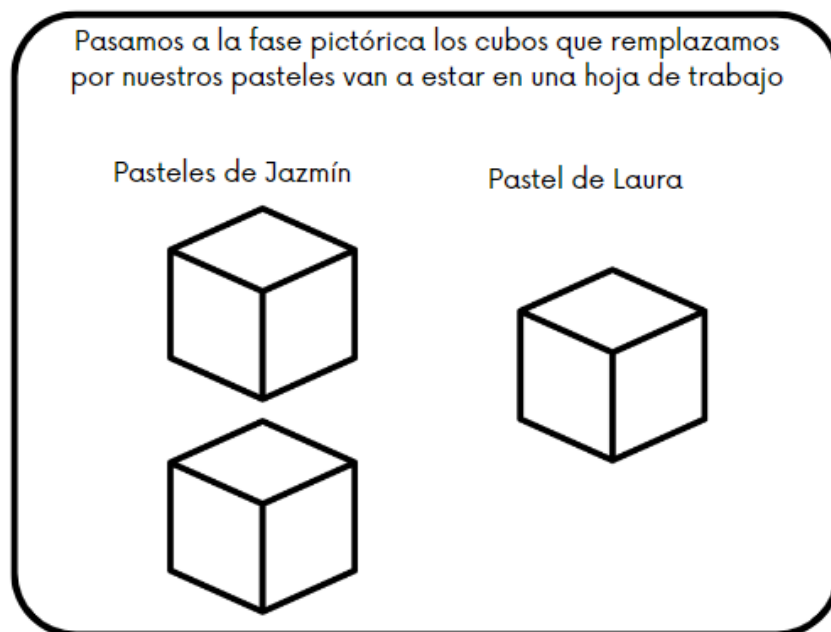 Pasamos a la fase pictórica los cubos que remplazamos
por nuestros pasteles van a estar en una hoja de trabajo
Pasteles de Jazmín
Pastel de Laura